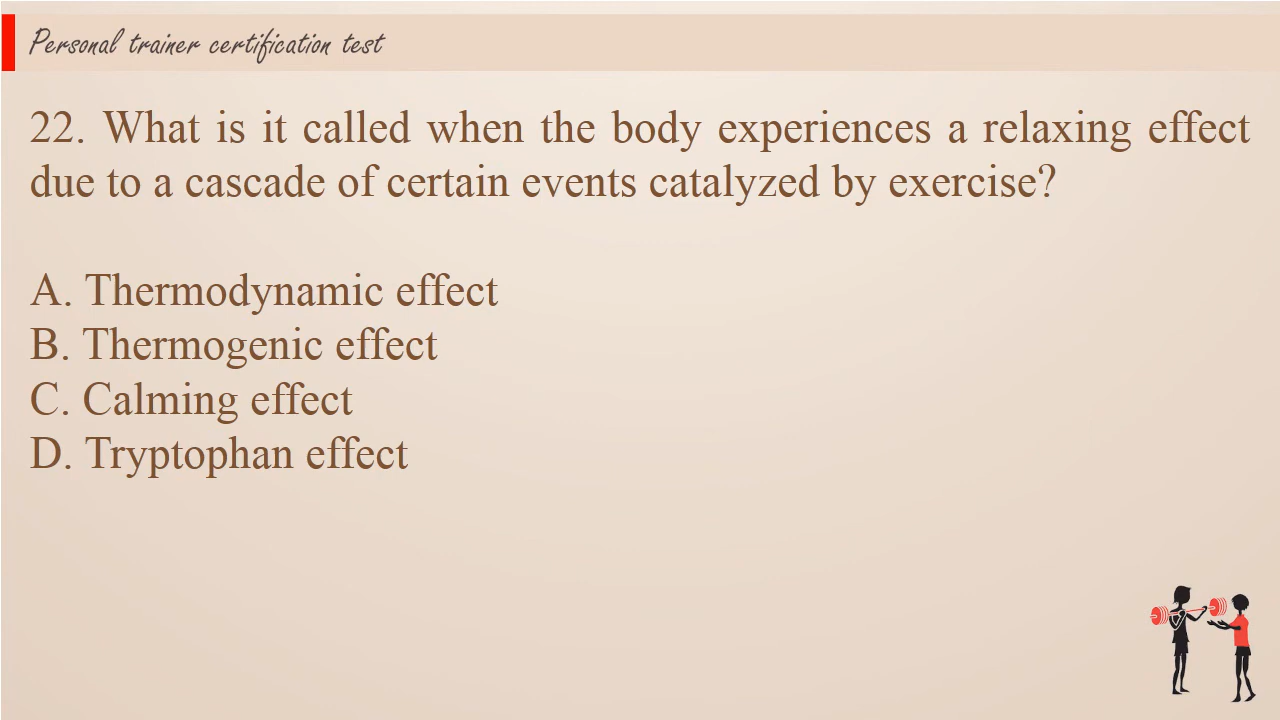 Personal trainer certification test
22. What is it called when the body experiences a relaxing effect
due to a cascade of certain events catalyzed by exercise?
A. Thermodynamic effect
B. Thermogenic effect
C. Calming effect
D. Tryptophan effect